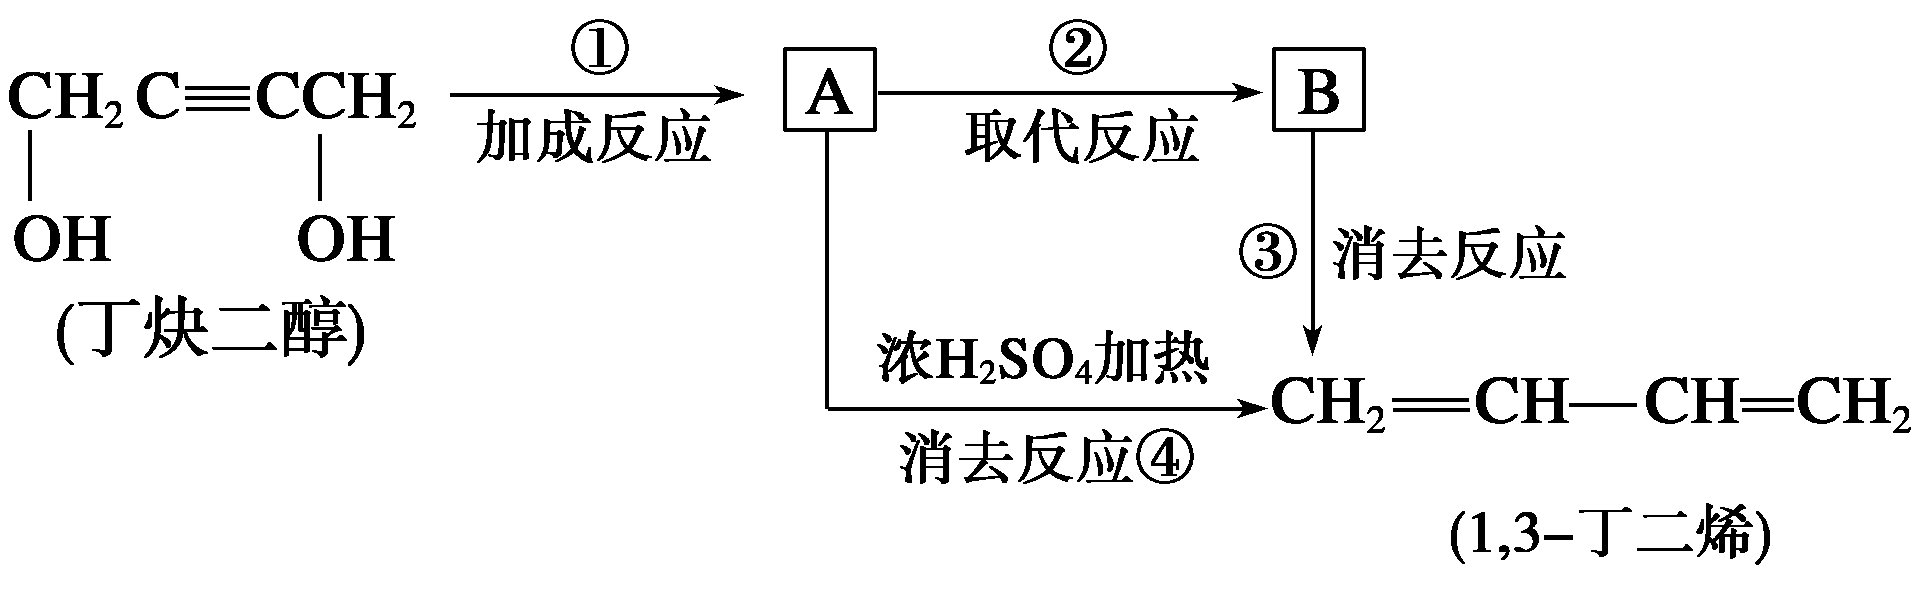 ①
②
CH₂C≡CCH₂
A
B
加成反应
取代反应
OH
OH
③
消去反应
(丁炔二醇)
浓H₂SO₄加热
CH₂=CH—CH=CH₂
消去反应④
(1,3-丁二烯)